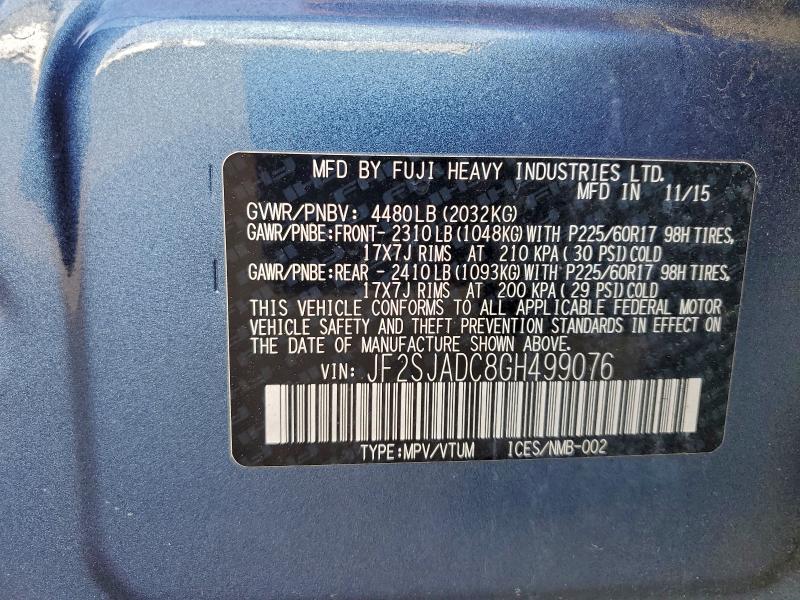 MFD BY FUJI HEAVY INDUSTRIES LTD.
MFD IN 11/15
GVWR/PNBV: 4480LB(2032KG)
GAWR/PNBE:FRONT- 2310LB(1048KG)WITH P225/60R17 98H TIRES,
17X7J RIMS AT 210 KPA( 30 PSI)COLD
GAWR/PNBE:REAR - 2410LB(1093KG)WITH P225/60R17 98H TIRES,
17X7J RIMS AT 200 KPA( 29 PSI)COLD
THIS VEHICLE CONFORMS TO ALL APPLICABLE FEDERAL MOTOR
VEHICLE SAFETY AND THEFT PREVENTION STANDARDS IN EFFECT ON
THE DATE OF MANUFACTURE SHOWN ABOVE.
VIN: JF2SJADC8GH499076
TYPE:MPV/VTUM ICES/NMB-002